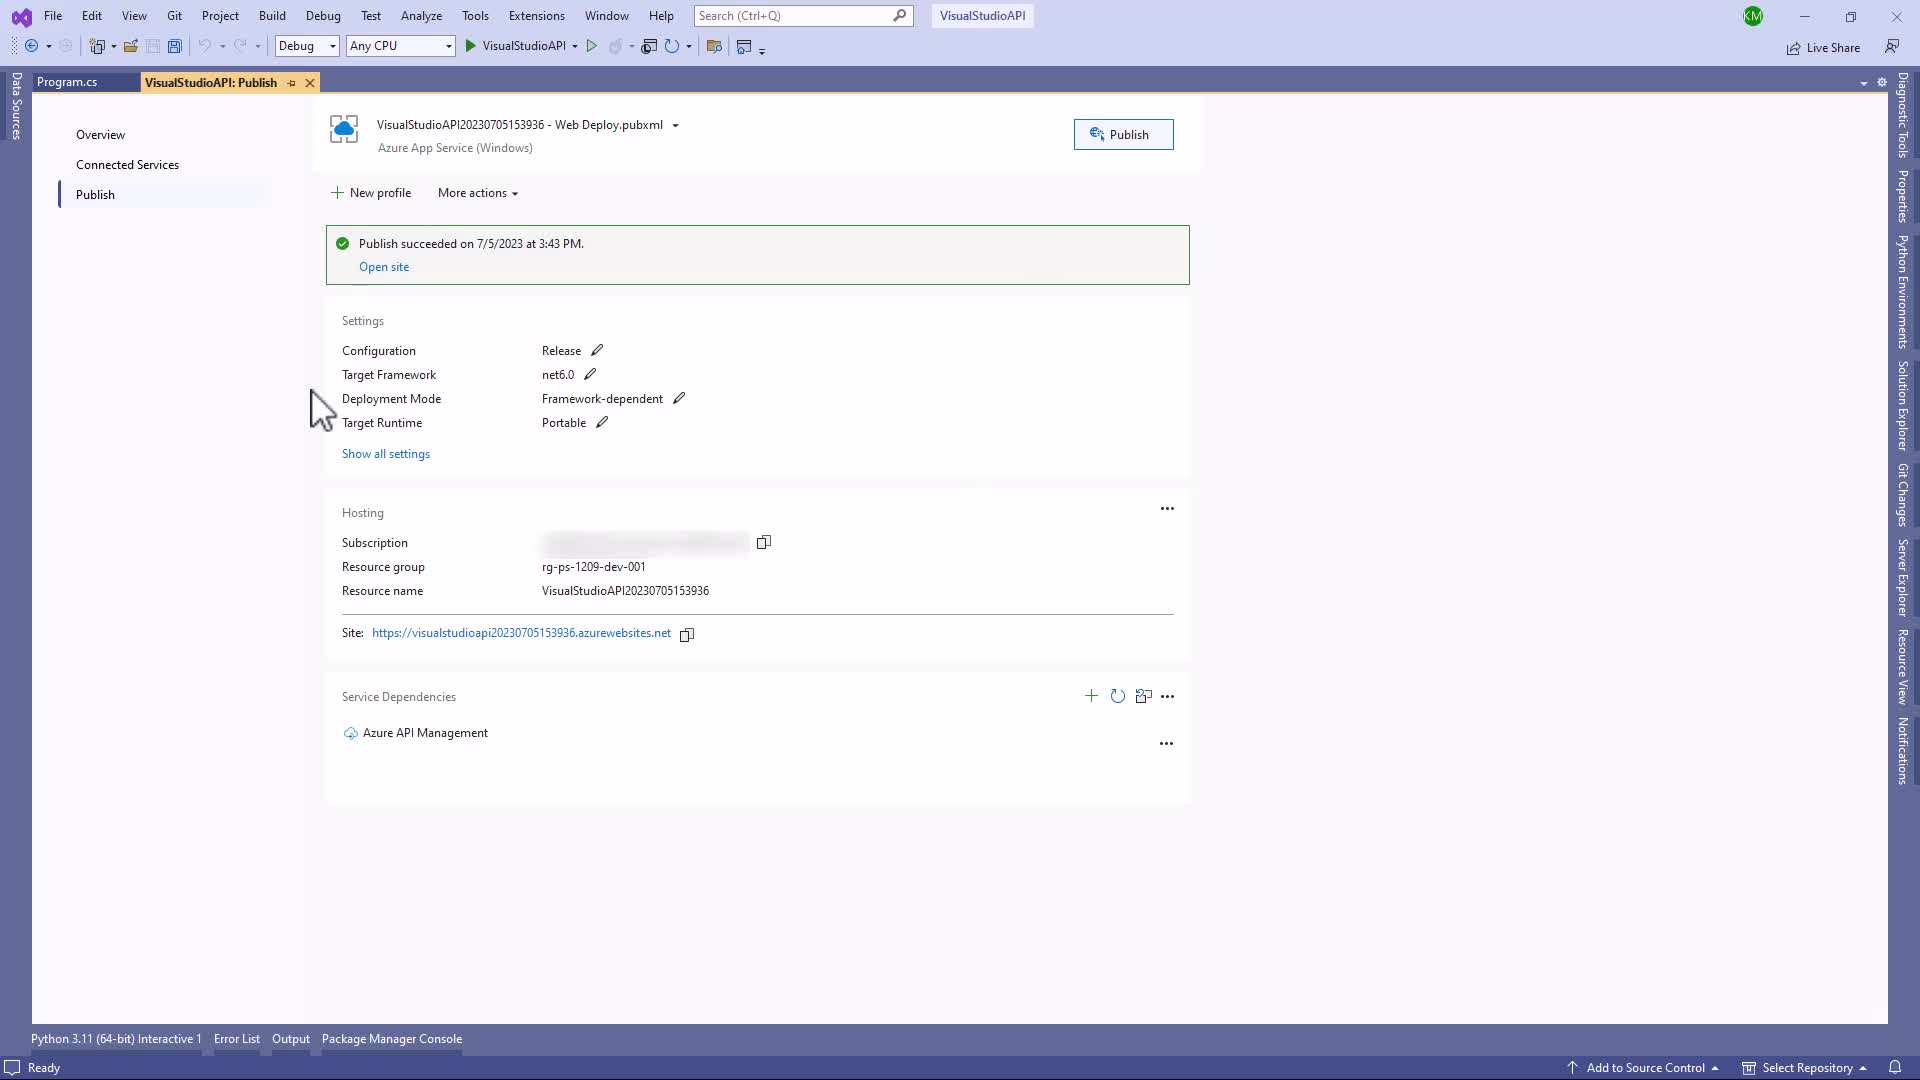 File Edit View Git Project Build Debug Test Analyze Tools Extensions Window Help Search (Ctrl+Q) VisualStudioAPI KM
Debug Any CPU VisualStudioAPI Live Share
Program.cs VisualStudioAPI: Publish
Data Sources
Overview
Connected Services
Publish
VisualStudioAPI20230705153936 - Web Deploy.pubxml
Azure App Service (Windows)
Publish
New profile More actions
Publish succeeded on 7/5/2023 at 3:43 PM.
Open site
Settings
Configuration Release
Target Framework net6.0
Deployment Mode Framework-dependent
Target Runtime Portable
Show all settings
Hosting
Subscription
Resource group rg-ps-1209-dev-001
Resource name VisualStudioAPI20230705153936
Site: https://visualstudioapi20230705153936.azurewebsites.net
Service Dependencies
Azure API Management
Diagnostic Tools
Properties
Python Environments
Solution Explorer
Git Changes
Server Explorer
Resource View
Notifications
Python 3.11 (64-bit) Interactive 1 Error List Output Package Manager Console
Ready Add to Source Control Select Repository